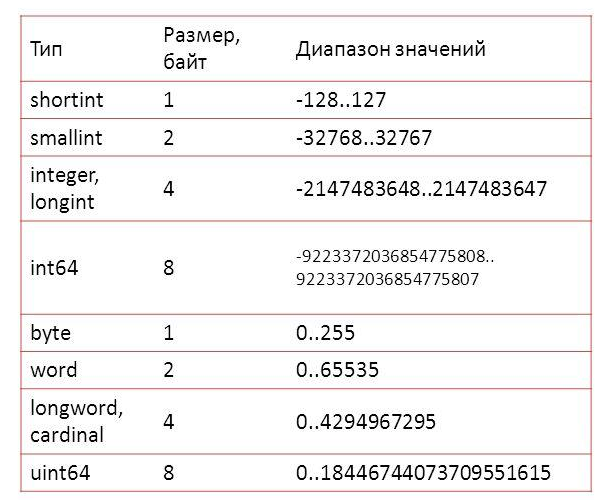 Тип Размер, Диапазон значений
байт
shortint 1 -128..127
smallint 2 -32768..32767
integer,
longint 4 -2147483648..2147483647
int64 8 -9223372036854775808..
9223372036854775807
byte 1 0..255
word 2 0..65535
longword,
cardinal 4 0..4294967295
uint64 8 0..18446744073709551615